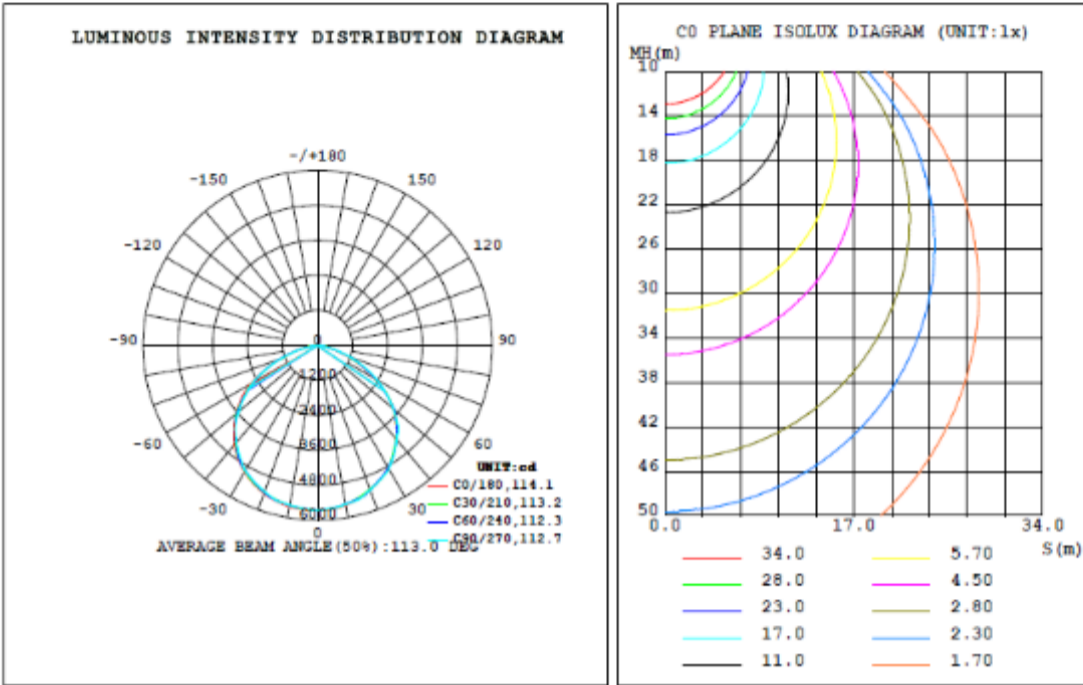 LUMINOUS INTENSITY DISTRIBUTION DIAGRAM
-/+180
-150 150
-120 120
-90 0 90
1200
2400
3600
4800
6000
-60 60
-30 30
0
UNIT:cd
C0/180,114.1
C30/210,113.2
C60/240,112.3
C90/270,112.7
AVERAGE BEAM ANGLE(50%):113.0 DEG
C0 PLANE ISOLUX DIAGRAM (UNIT:lx)
MH(m)
10
14
18
22
26
30
34
38
42
46
50
0.0 17.0 34.0
S(m)
34.0 5.70
28.0 4.50
23.0 2.80
17.0 2.30
11.0 1.70